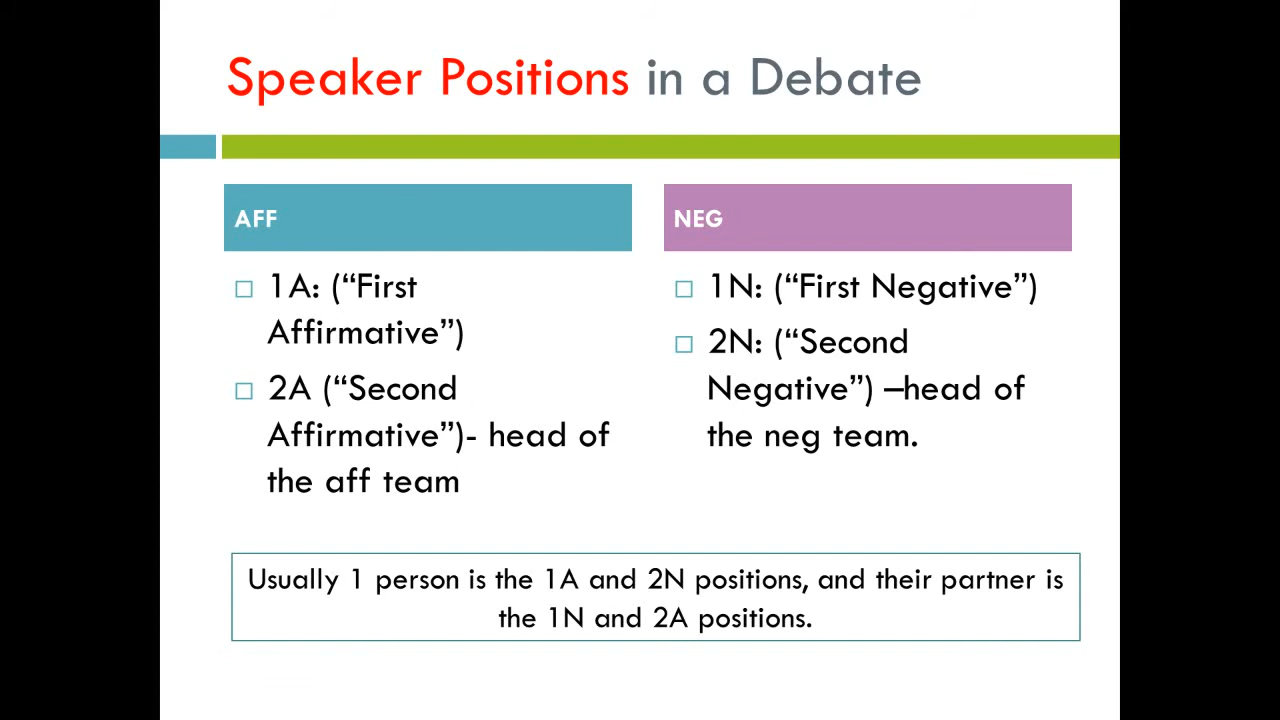 Speaker Positions in a Debate
AFF
1A: (“First
Affirmative”)
2A (“Second
Affirmative”)- head of
the aff team
NEG
1N: (“First Negative”)
2N: (“Second
Negative”) –head of
the neg team.
Usually 1 person is the 1A and 2N positions, and their partner is
the 1N and 2A positions.